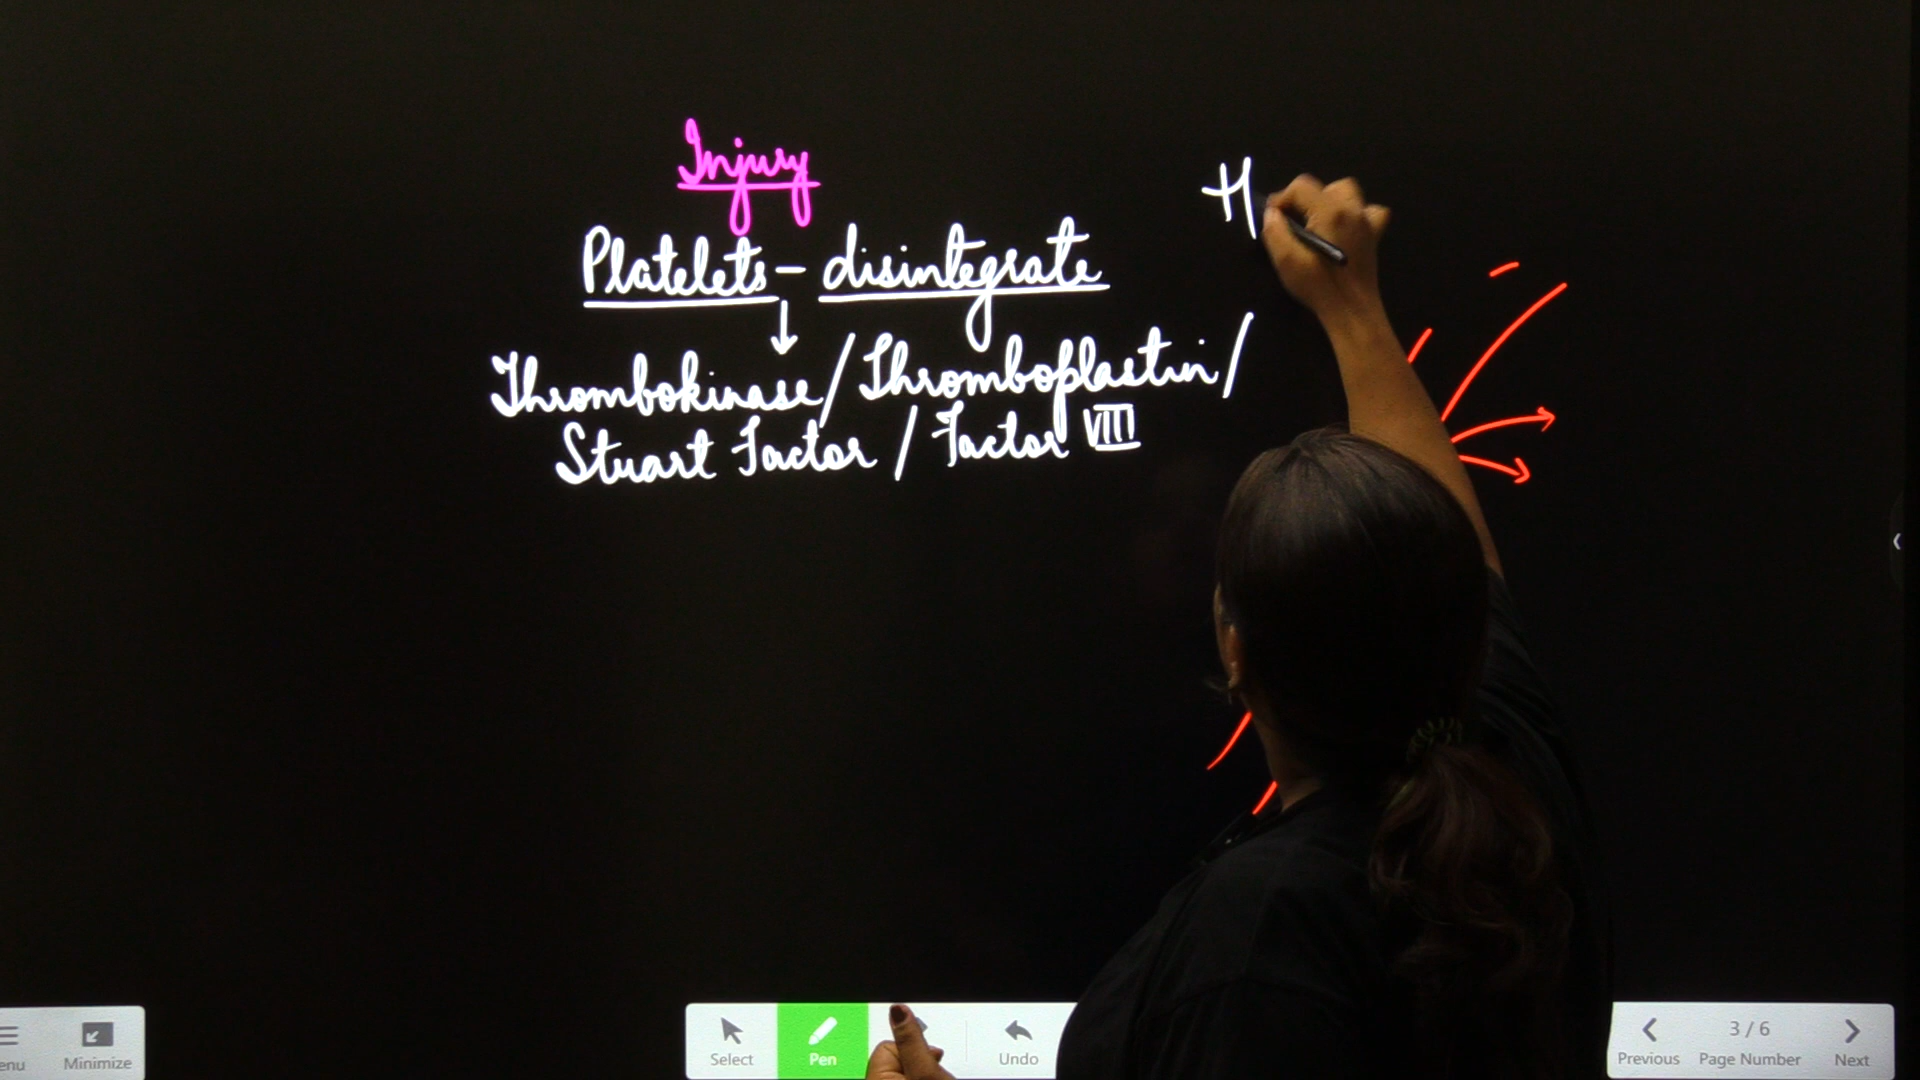 Injury
H
Platelets - disintegrate
Thrombokinase / Thromboplastin /
Stuart Factor / Factor VIII
enu
Minimize
Select
Pen
Undo
Previous
3 / 6
Page Number
Next